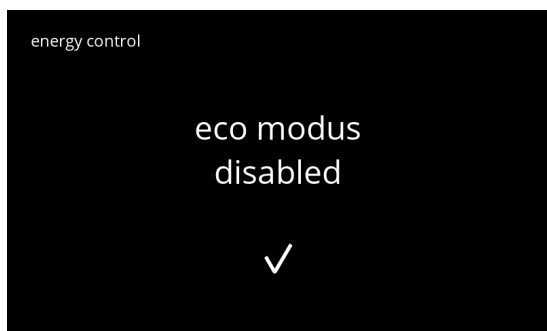 energy control
eco modus
disabled